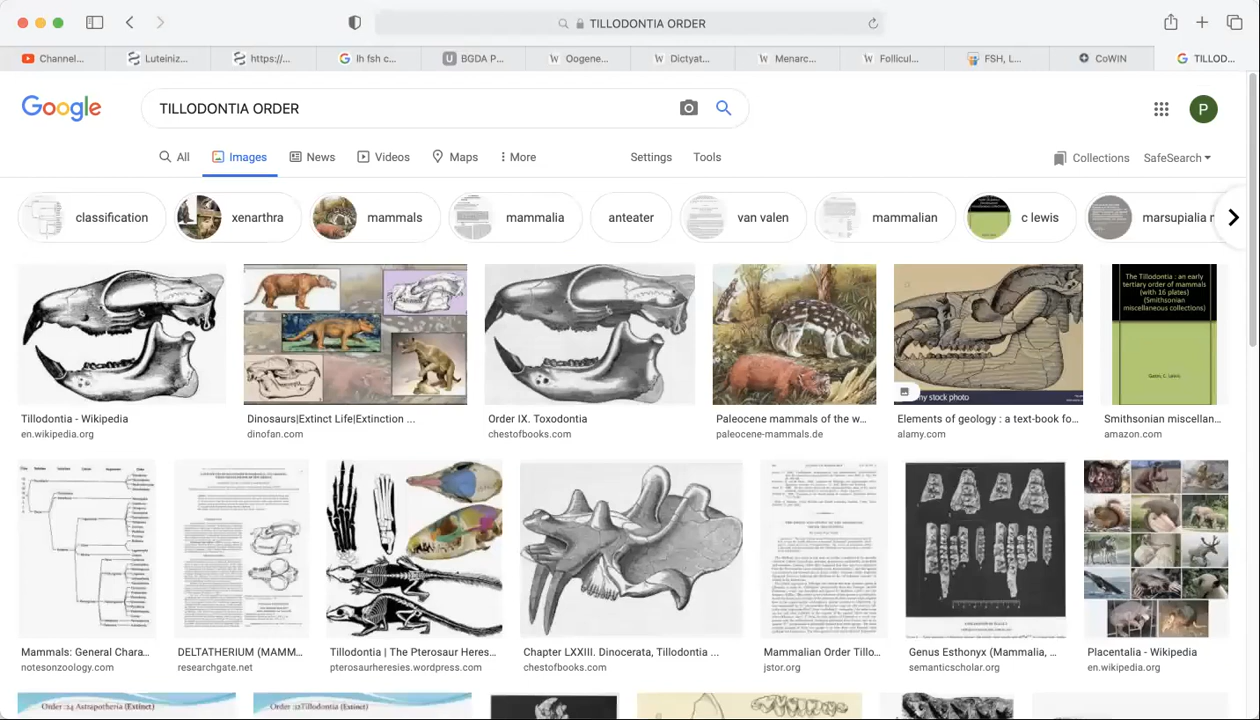 TILLODONTIA ORDER
Channel...
Luteiniz...
https://...
lh fsh c...
BGDA P...
Oogene...
Dictyat...
Menarc...
Follicul...
FSH, L...
CoWIN
TILLOD...
Google
TILLODONTIA ORDER
P
All
Images
News
Videos
Maps
More
Settings
Tools
Collections
SafeSearch
classification
xenarthra
mammals
mammalia
anteater
van valen
mammalian
c lewis
marsupialia
The Tillodontia : an early
tertiary order of mammals
(with 16 plates)
(Smithsonian
miscellaneous collections)
my stock photo
Tillodontia - Wikipedia
en.wikipedia.org
Dinosaurs|Extinct Life|Extinction ...
dinofan.com
Order IX. Toxodontia
chestofbooks.com
Paleocene mammals of the w...
paleocene-mammals.de
Elements of geology : a text-book fo...
alamy.com
Smithsonian miscellan...
amazon.com
Mammals: General Chara...
notesonzoology.com
DELTATHERIUM (MAMM...
researchgate.net
Tillodontia | The Pterosaur Heres...
pterosaurheresies.wordpress.com
Chapter LXXIII. Dinocerata, Tillodontia ...
chestofbooks.com
Mammalian Order Tillo...
jstor.org
Genus Esthonyx (Mammalia, ...
semanticscholar.org
Placentalia - Wikipedia
en.wikipedia.org
Order :24 Astrapotheria (Extinct)
Order :12Tillodontia (Extinct)